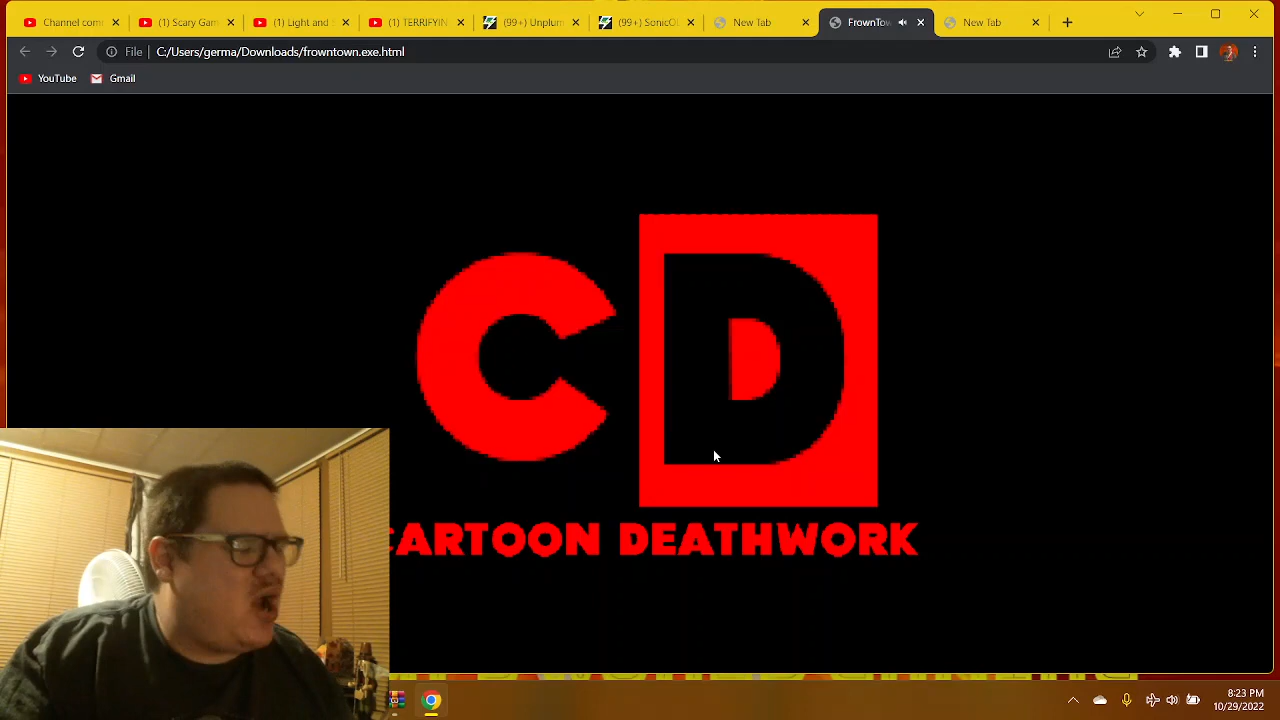 Channel com
(1) Scary Gam
(1) Light and
(1) TERRIFYIN
(99+) Unplum
(99+) SonicO
New Tab
FrownTow
New Tab
File
C:/Users/germa/Downloads/frowntown.exe.html
YouTube
Gmail
CD
CARTOON DEATHWORK
8:23 PM
10/29/2022